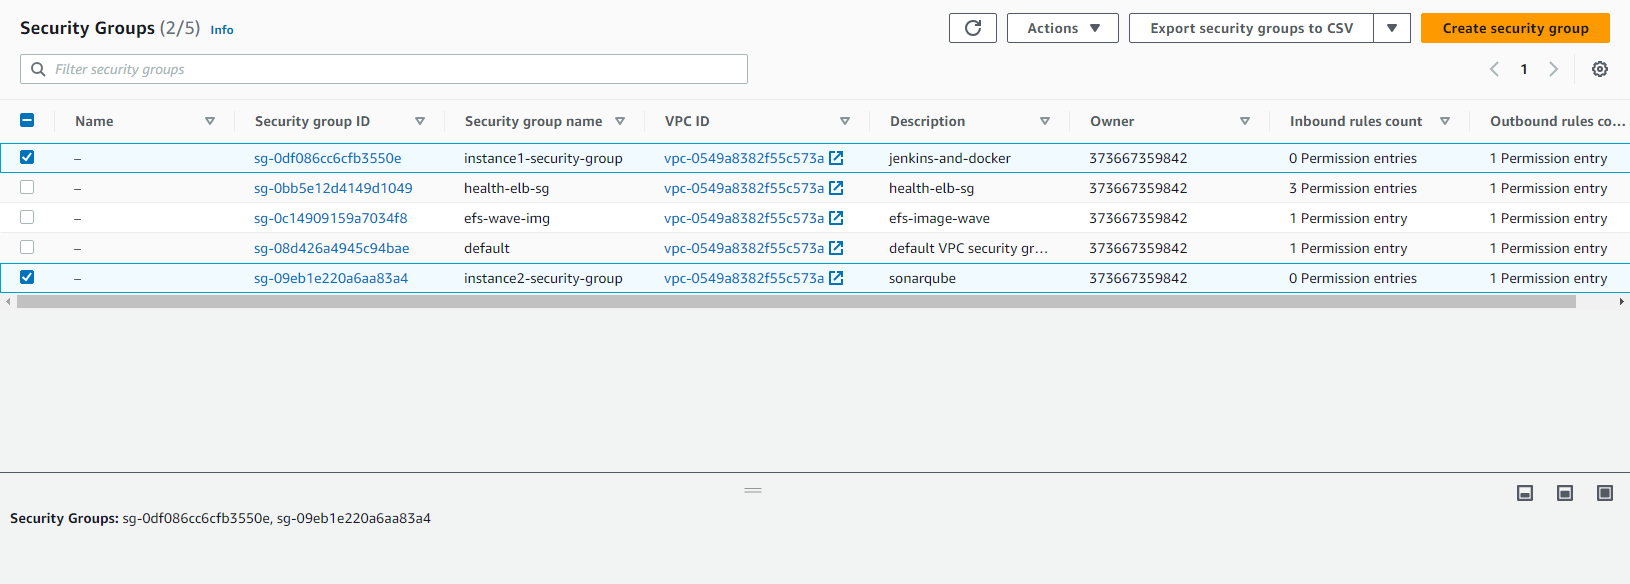 Security Groups (2/5) Info
Actions
Export security groups to CSV
Create security group
Filter security groups
1
Name Security group ID Security group name VPC ID Description Owner Inbound rules count Outbound rules co...
– sg-0df086cc6cfb3550e instance1-security-group vpc-0549a8382f55c573a jenkins-and-docker 373667359842 0 Permission entries 1 Permission entry
– sg-0bb5e12d4149d1049 health-elb-sg vpc-0549a8382f55c573a health-elb-sg 373667359842 3 Permission entries 1 Permission entry
– sg-0c14909159a7034f8 efs-wave-img vpc-0549a8382f55c573a efs-image-wave 373667359842 1 Permission entry 1 Permission entry
– sg-08d426a4945c94bae default vpc-0549a8382f55c573a default VPC security gr... 373667359842 1 Permission entry 1 Permission entry
– sg-09eb1e220a6aa83a4 instance2-security-group vpc-0549a8382f55c573a sonarqube 373667359842 0 Permission entries 1 Permission entry
Security Groups: sg-0df086cc6cfb3550e, sg-09eb1e220a6aa83a4